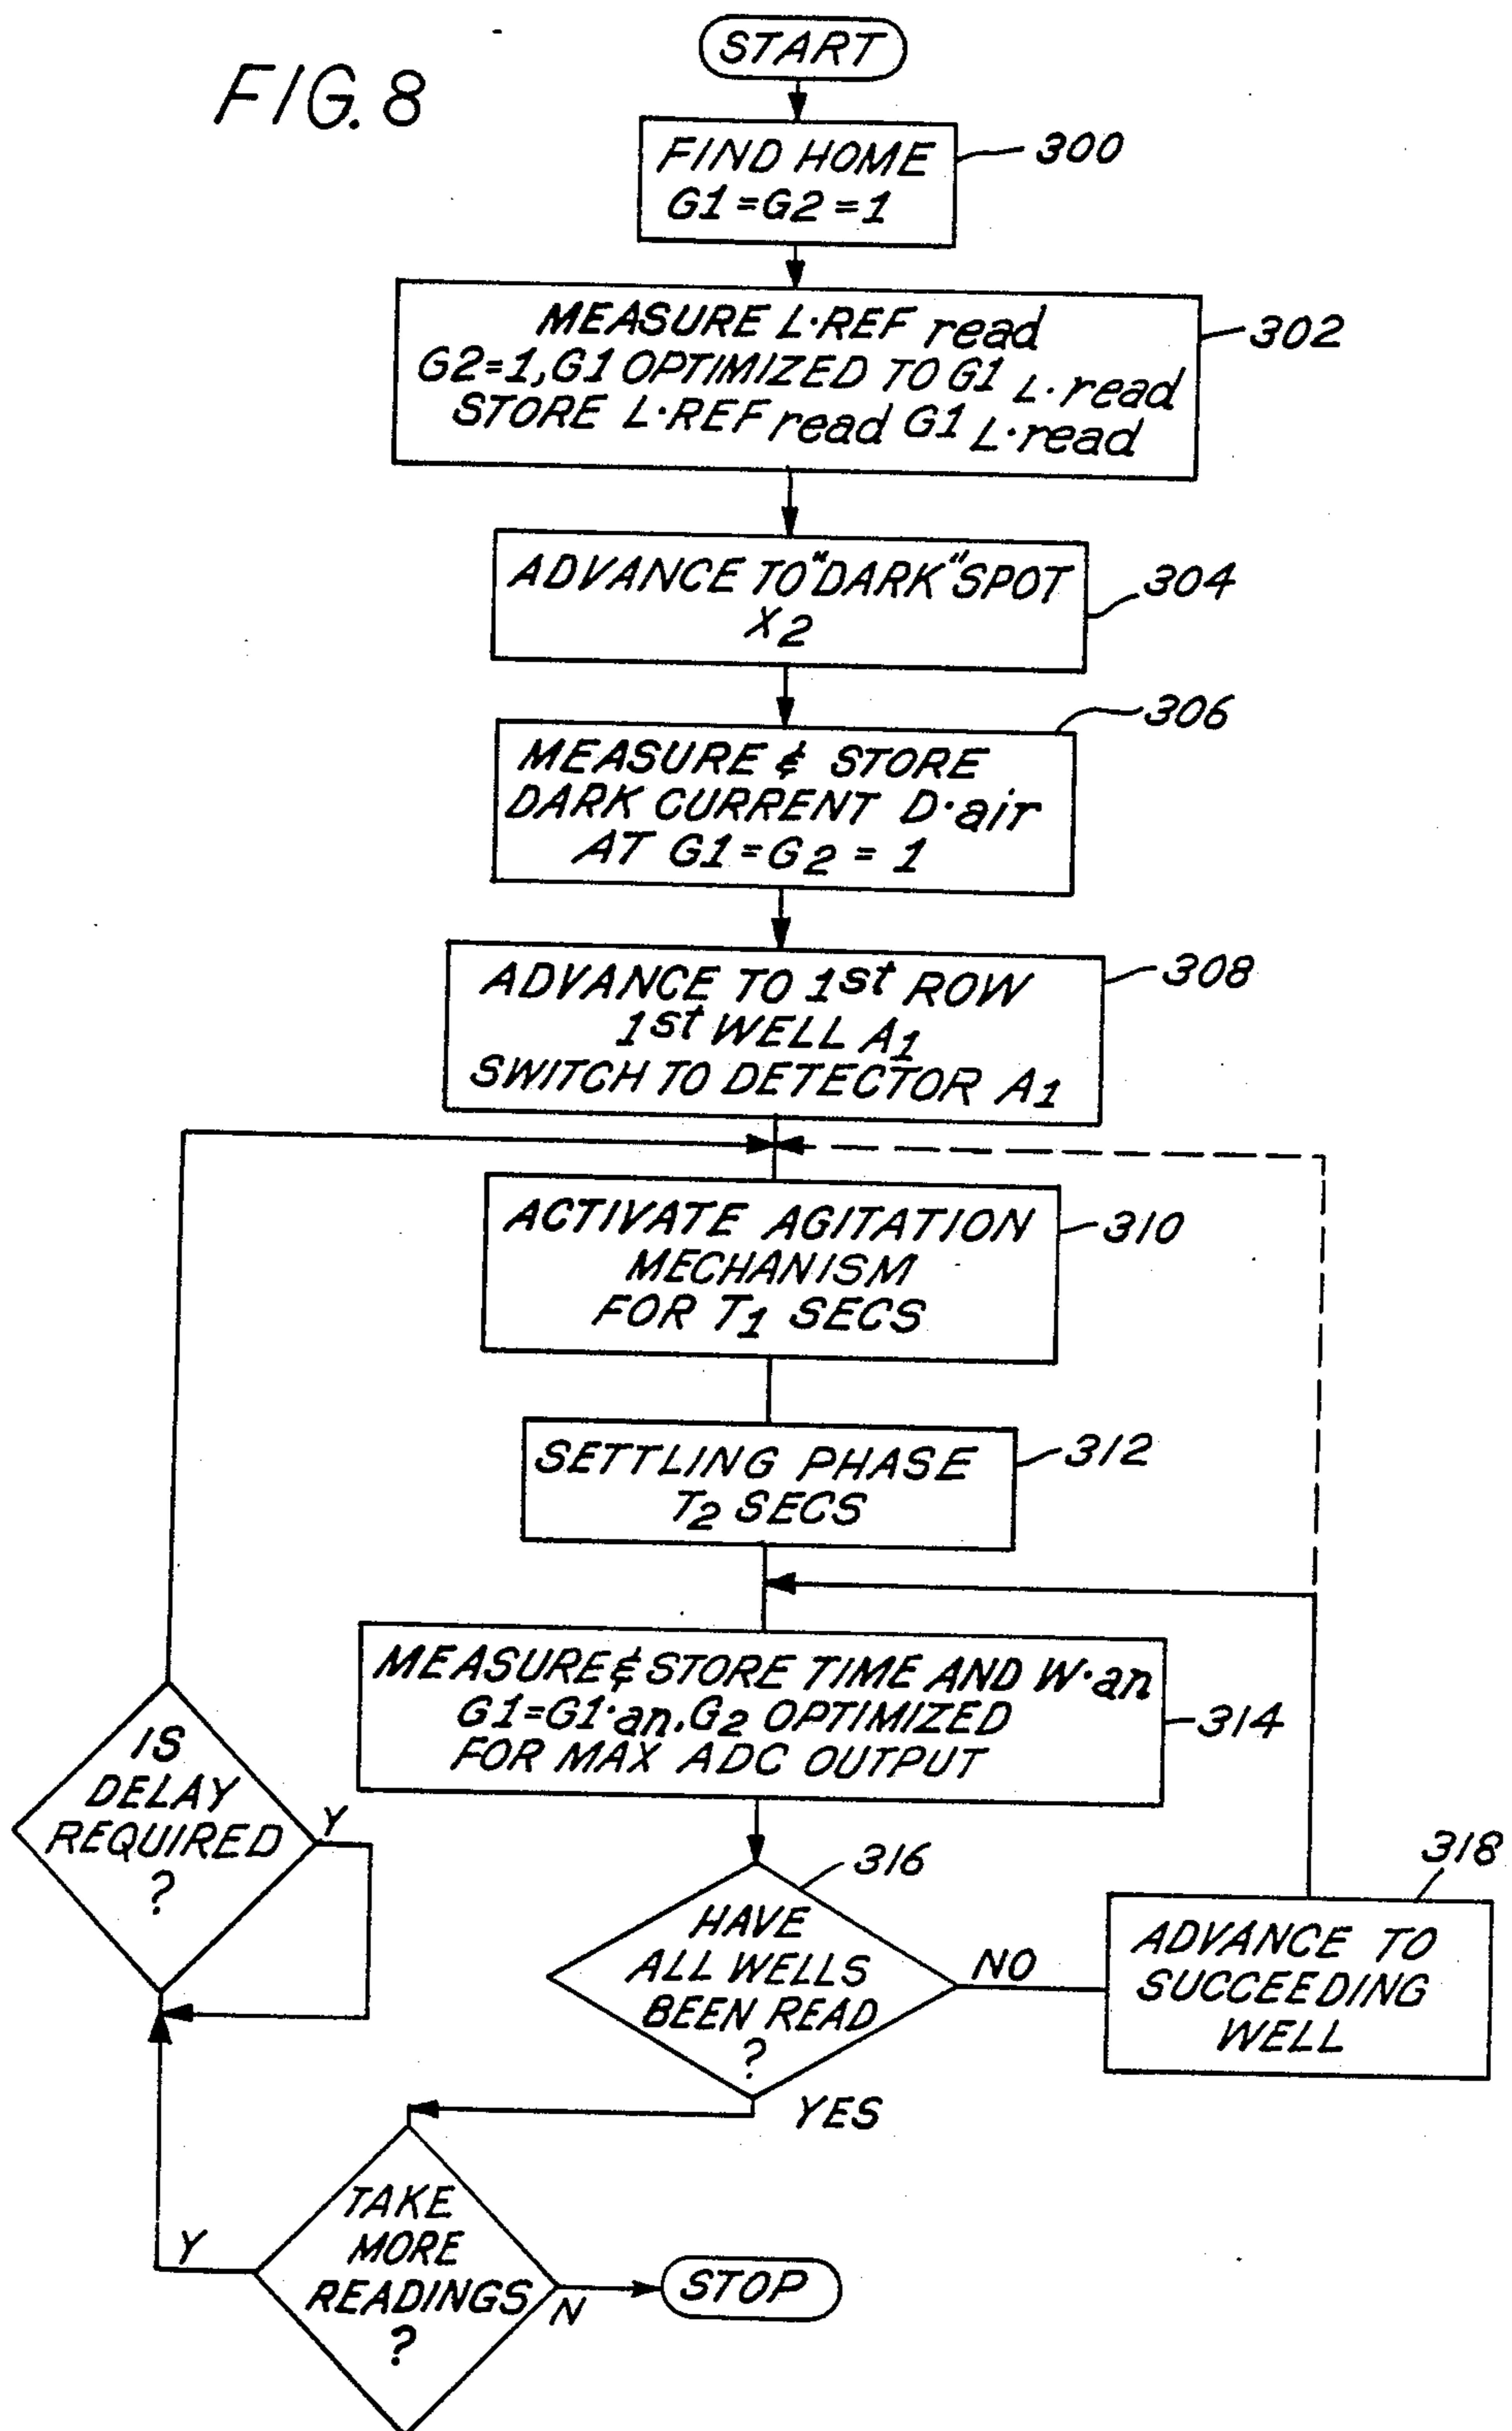 FIG. 8
START
FIND HOME
G1=G2=1
300
MEASURE L·REF read
G2=1, G1 OPTIMIZED TO G1 L·read
STORE L·REF read G1 L·read
302
ADVANCE TO "DARK" SPOT
X2
304
MEASURE & STORE
DARK CURRENT D·air
AT G1=G2=1
306
ADVANCE TO 1st ROW
1st WELL A1
SWITCH TO DETECTOR A1
308
ACTIVATE AGITATION
MECHANISM
FOR T1 SECS
310
SETTLING PHASE
T2 SECS
312
MEASURE & STORE TIME AND W·an
G1=G1·an. G2 OPTIMIZED
FOR MAX ADC OUTPUT
314
IS
DELAY
REQUIRED
?
Y
HAVE
ALL WELLS
BEEN READ
?
316
NO
YES
ADVANCE TO
SUCCEEDING
WELL
318
TAKE
MORE
READINGS
?
Y
N
STOP